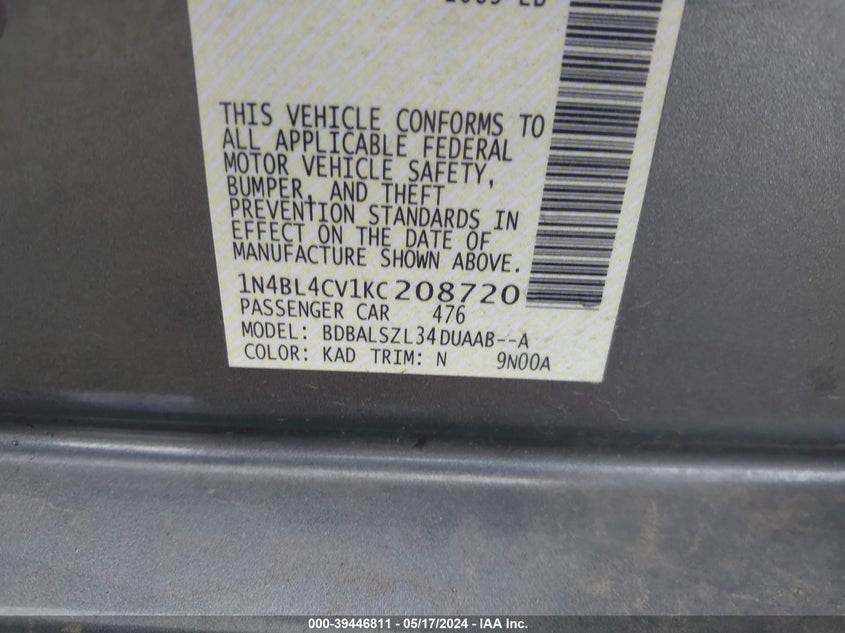 THIS VEHICLE CONFORMS TO
ALL APPLICABLE FEDERAL
MOTOR VEHICLE SAFETY,
BUMPER, AND THEFT
PREVENTION STANDARDS IN
EFFECT ON THE DATE OF
MANUFACTURE SHOWN ABOVE.
1N4BL4CV1KC208720
PASSENGER CAR 476
MODEL: BDBALSZL34DUAAB--A
COLOR: KAD TRIM: N 9N00A
000-39446811 - 05/17/2024 - IAA Inc.